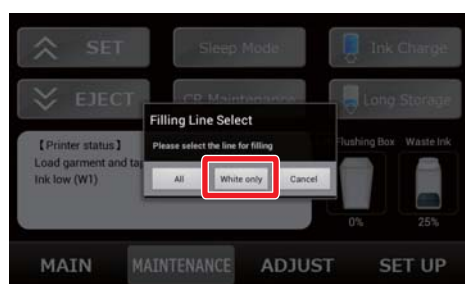 SET
Sleep Mode
Ink Charge
EJECT
CP Maintenance
Long Storage
Filling Line Select
Please select the line for filling
All
White only
Cancel
[Printer status]
Load garment and ta
Ink low (W1)
Flushing Box
Waste Ink
0%
25%
MAIN
MAINTENANCE
ADJUST
SET UP